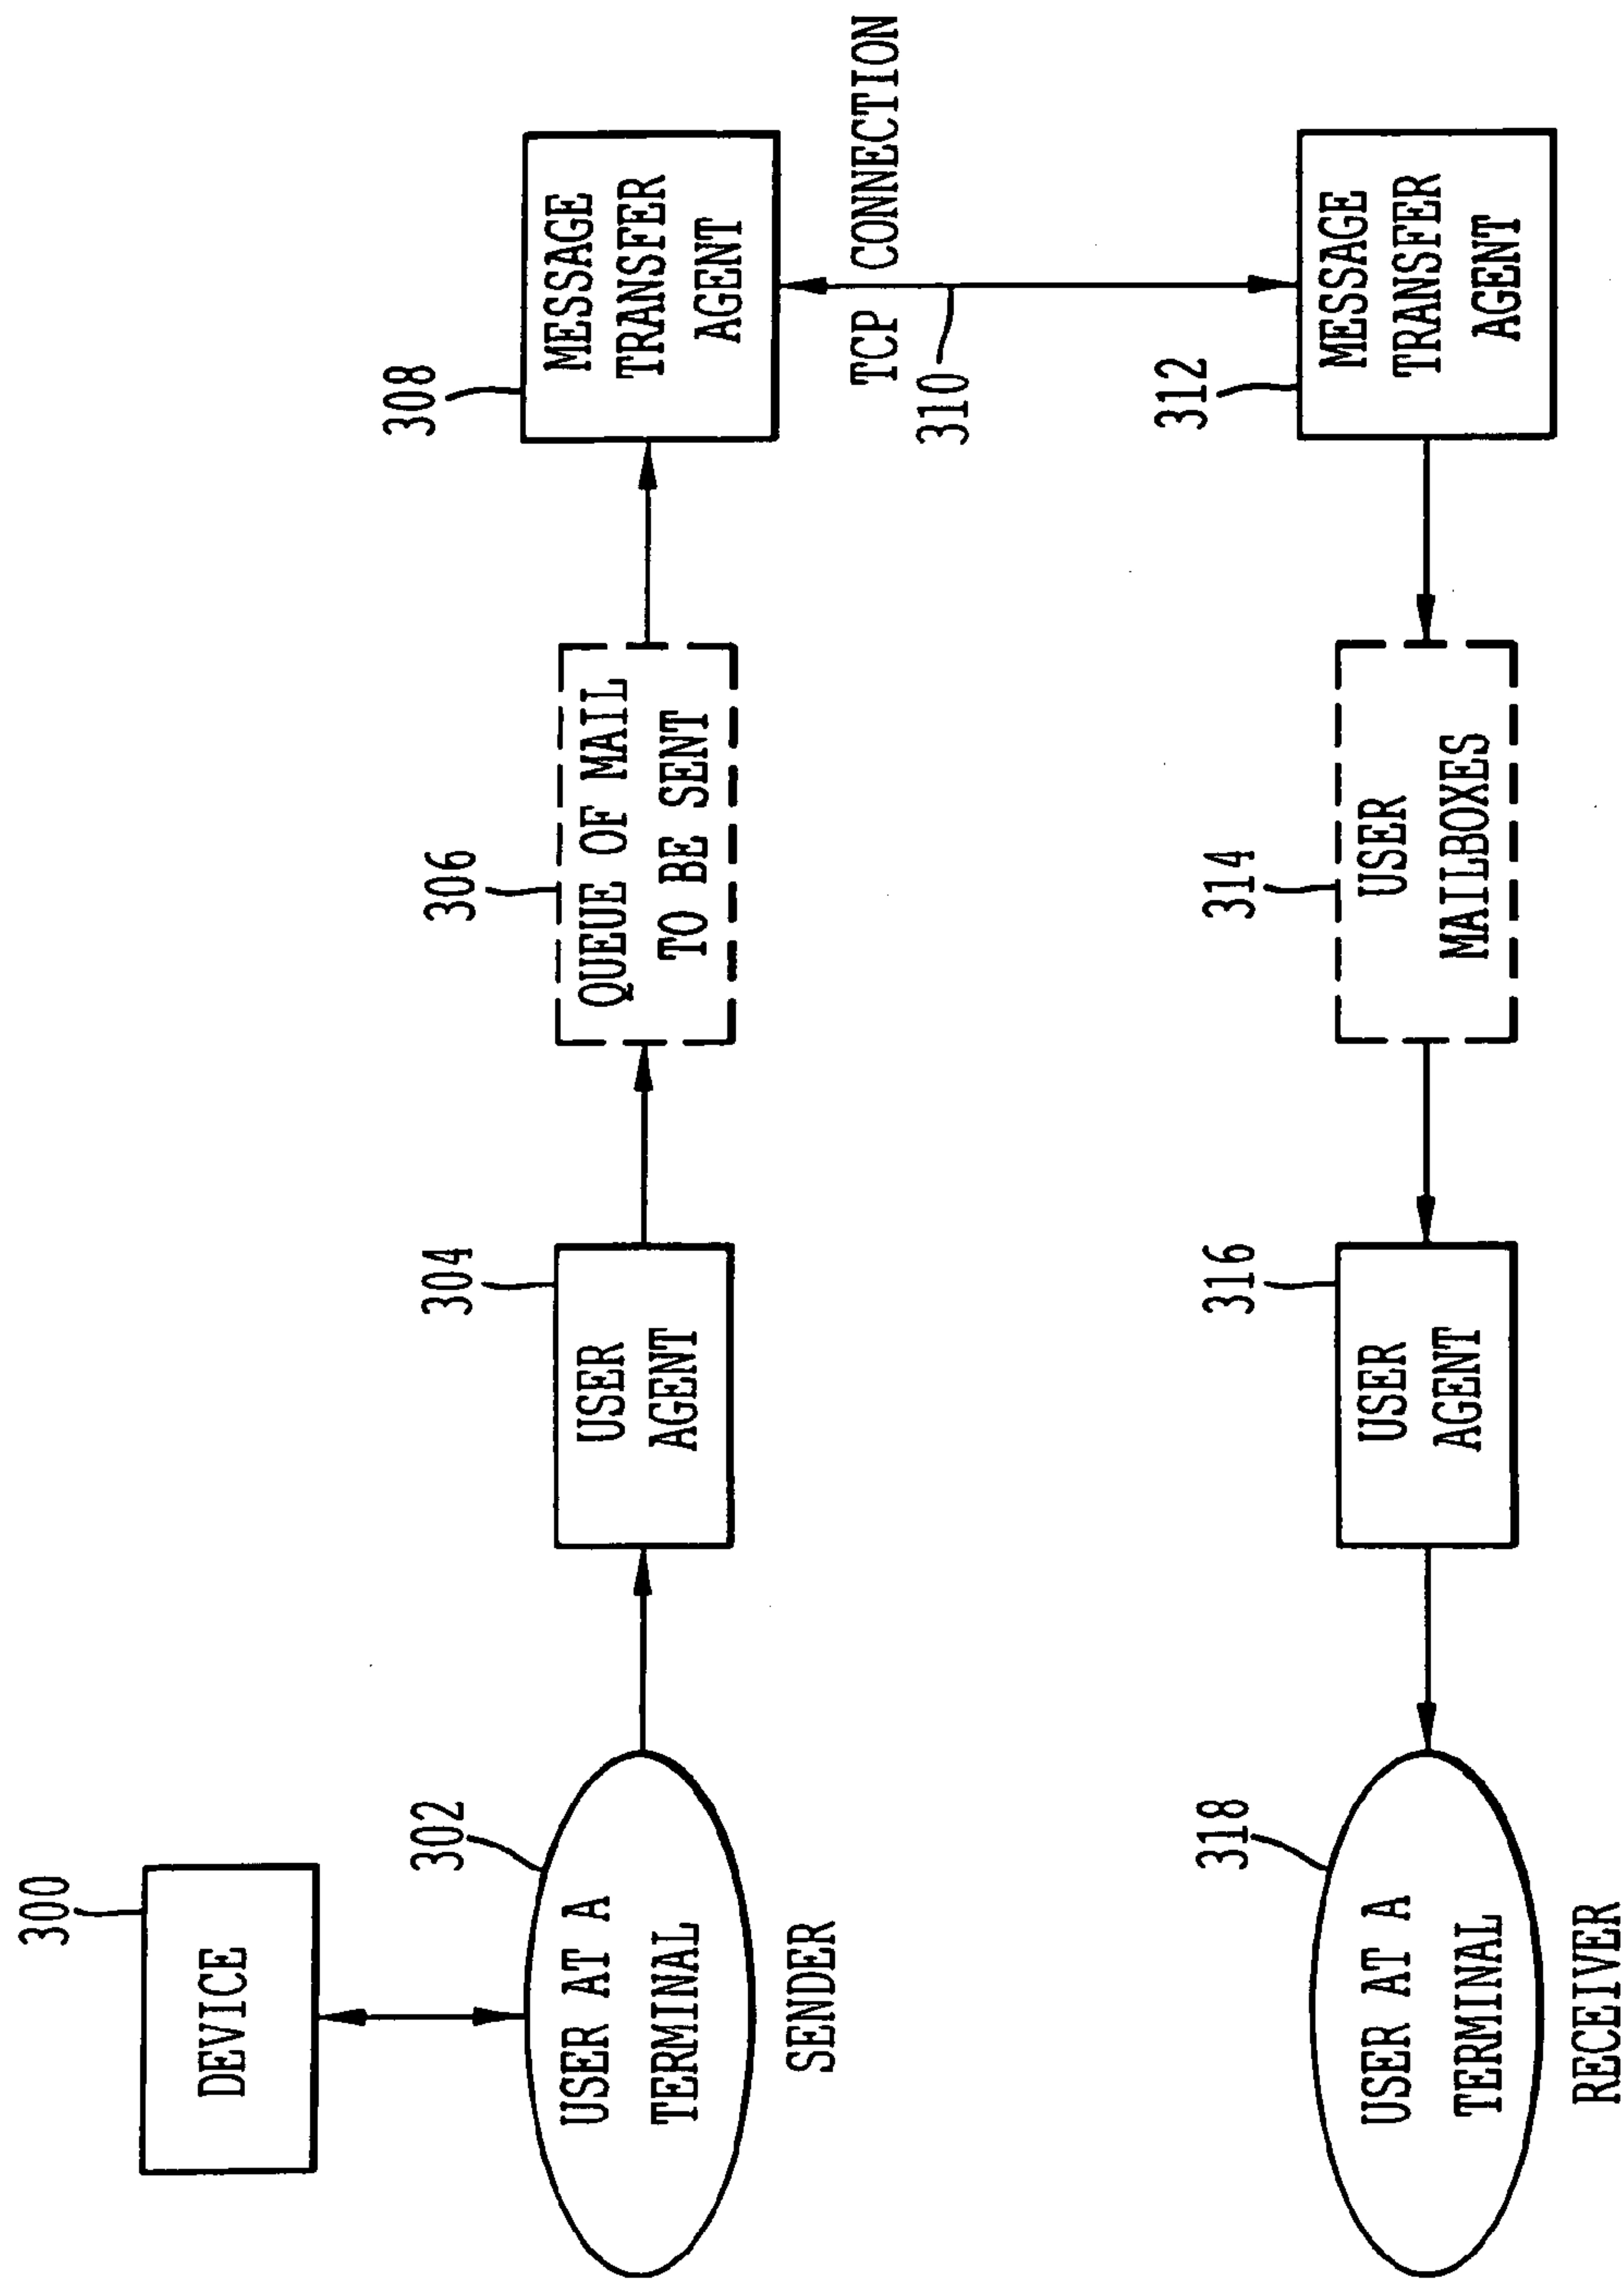 300
DEVICE
302
USER AT A
TERMINAL
SENDER
304
USER
AGENT
306
QUEUE OF MAIL
TO BE SENT
308
MESSAGE
TRANSFER
AGENT
TCP CONNECTION
310
312
MESSAGE
TRANSFER
AGENT
314
USER
MAILBOXES
316
USER
AGENT
318
USER AT A
TERMINAL
RECEIVER